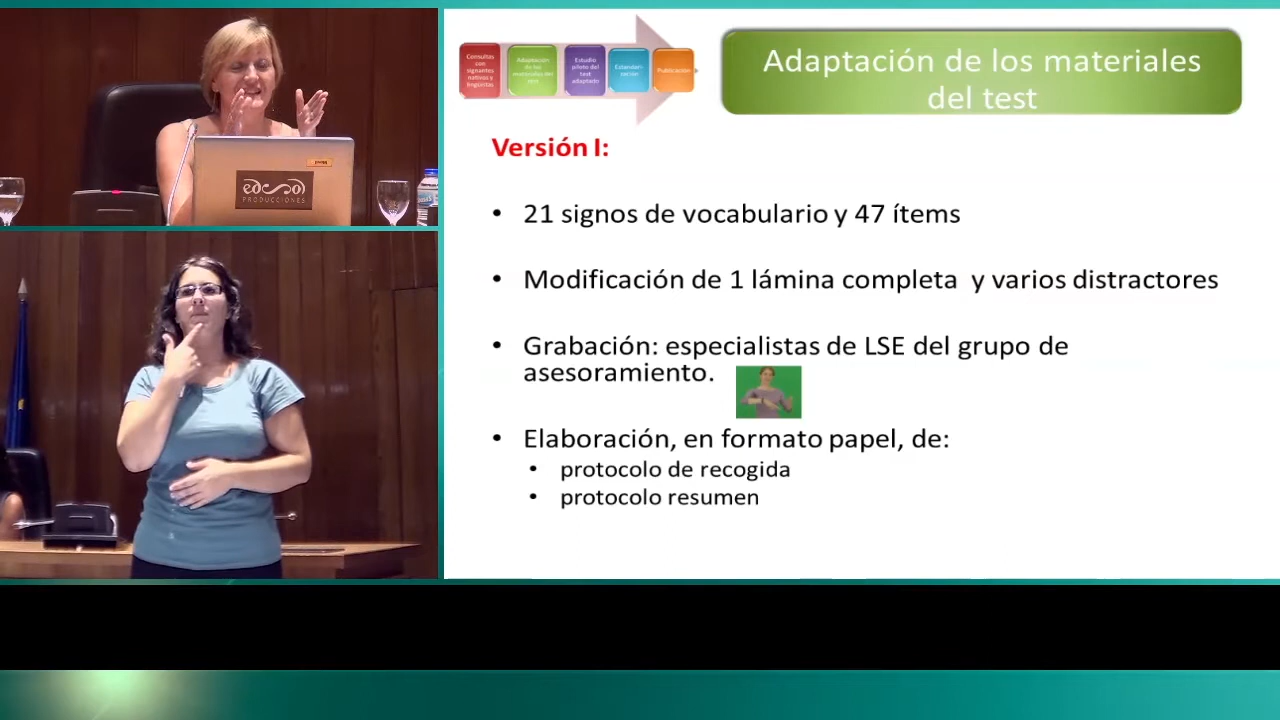 Consultas con signantes nativos y lingüistas
Adaptación de los materiales del test
Estudio piloto del test adaptado
Estandarización
Publicación
Adaptación de los materiales
del test
Versión I:
• 21 signos de vocabulario y 47 ítems
• Modificación de 1 lámina completa y varios distractores
• Grabación: especialistas de LSE del grupo de
asesoramiento.
• Elaboración, en formato papel, de:
• protocolo de recogida
• protocolo resumen
PRODUCCIONES